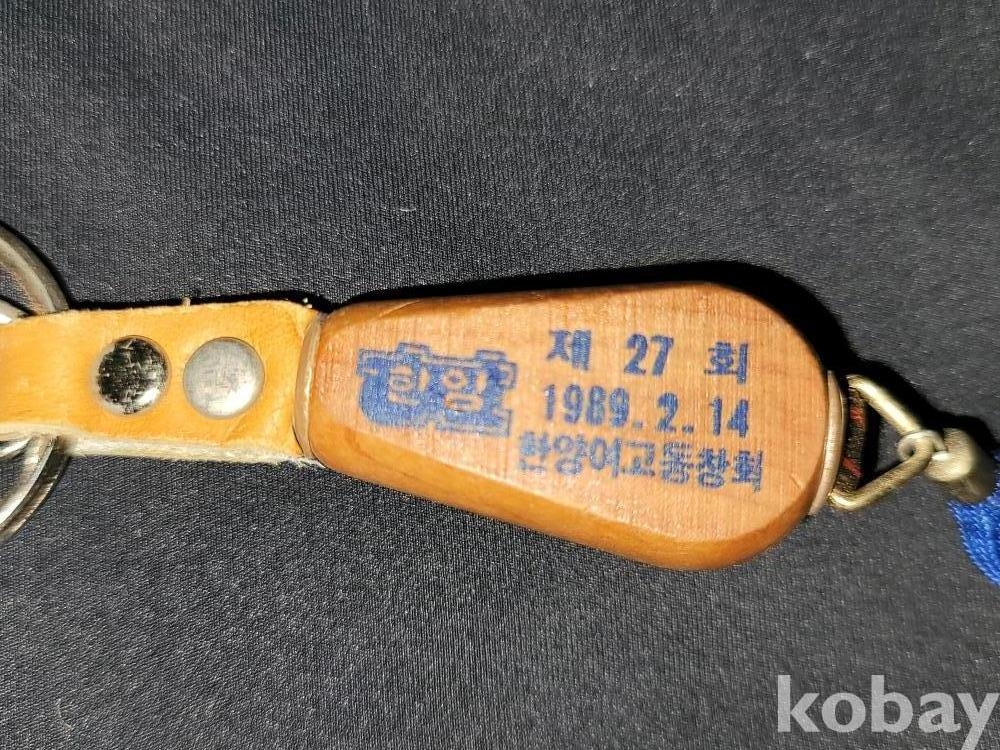 한양
제 27 회
1989.2.14
한양여고동창회
kobay